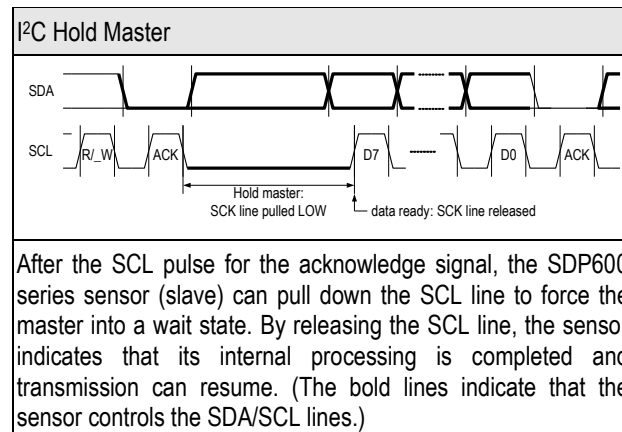 I²C Hold Master
SDA
SCL
R/_W
ACK
D7
D0
ACK
Hold master:
SCK line pulled LOW
data ready: SCK line released
After the SCL pulse for the acknowledge signal, the SDP600
series sensor (slave) can pull down the SCL line to force the
master into a wait state. By releasing the SCL line, the senso
indicates that its internal processing is completed and
transmission can resume. (The bold lines indicate that the
sensor controls the SDA/SCL lines.)